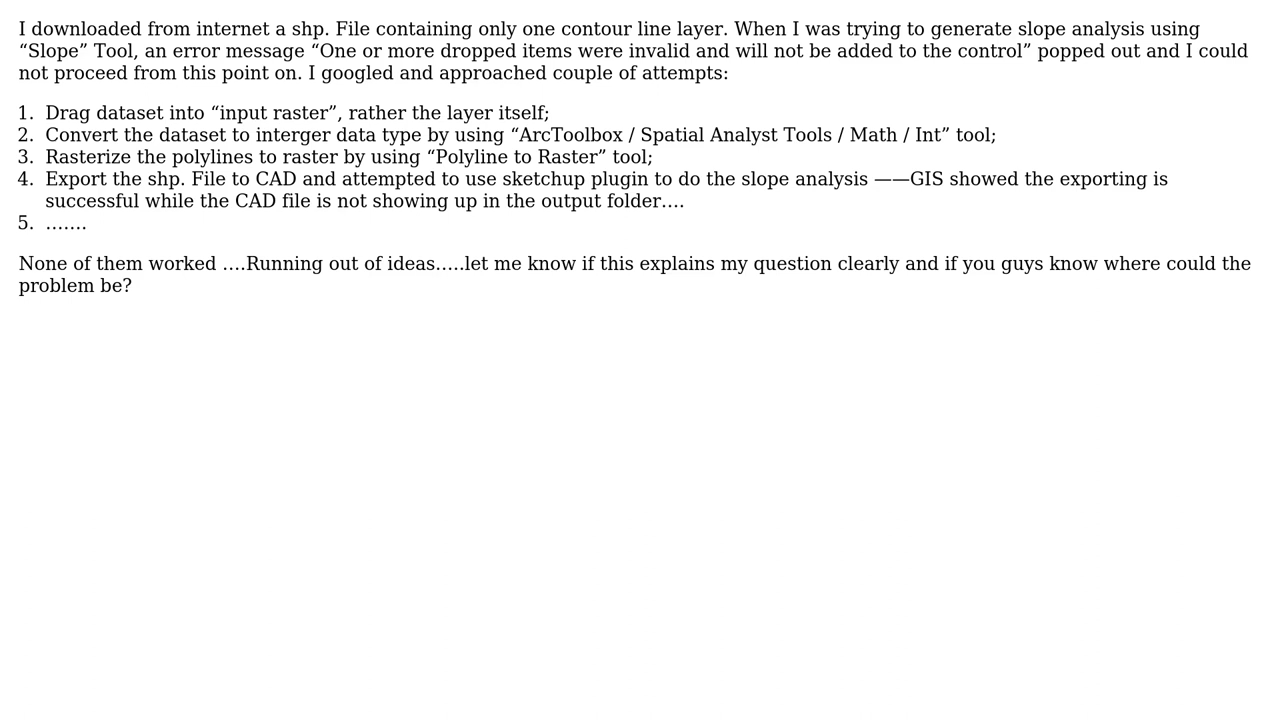 I downloaded from internet a shp. File containing only one contour line layer. When I was trying to generate slope analysis using
“Slope” Tool, an error message “One or more dropped items were invalid and will not be added to the control” popped out and I could
not proceed from this point on. I googled and approached couple of attempts:
1. Drag dataset into “input raster”, rather the layer itself;
2. Convert the dataset to interger data type by using “ArcToolbox / Spatial Analyst Tools / Math / Int” tool;
3. Rasterize the polylines to raster by using “Polyline to Raster” tool;
4. Export the shp. File to CAD and attempted to use sketchup plugin to do the slope analysis ——GIS showed the exporting is
successful while the CAD file is not showing up in the output folder….
5. …….
None of them worked ….Running out of ideas…..let me know if this explains my question clearly and if you guys know where could the
problem be?